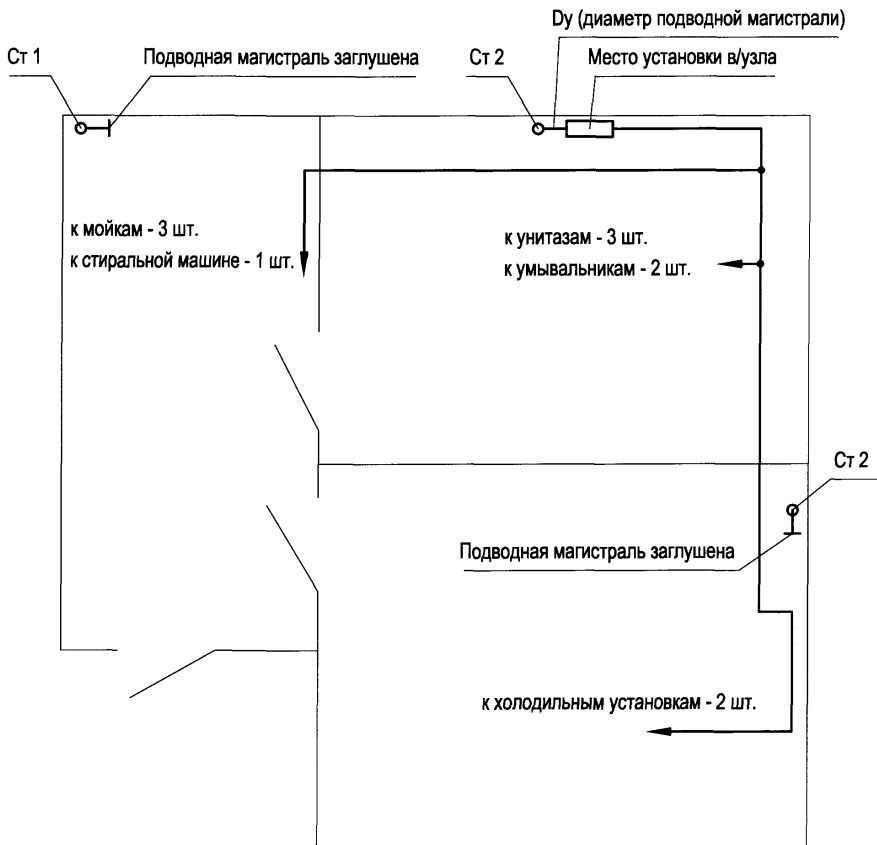 Dy (диаметр подводной магистрали)
Ст 1
Подводная магистраль заглушена
Ст 2
Место установки в/узла
к мойкам - 3 шт.
к стиральной машине - 1 шт.
к унитазам - 3 шт.
к умывальникам - 2 шт.
Ст 2
Подводная магистраль заглушена
к холодильным установкам - 2 шт.